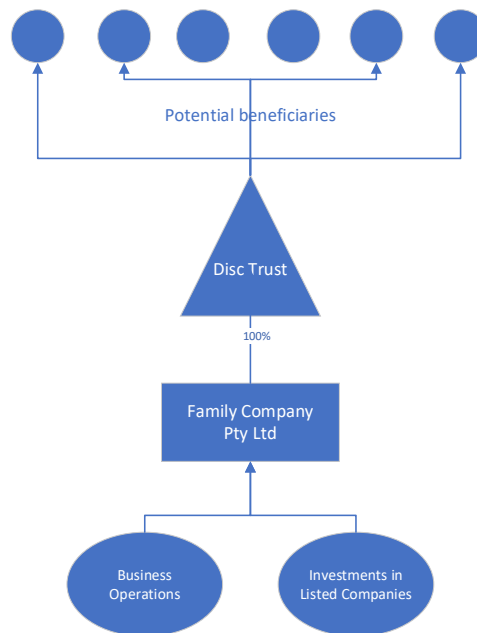 Potential beneficiaries
Disc Trust
100%
Family Company
Pty Ltd
Business
Operations
Investments in
Listed Companies